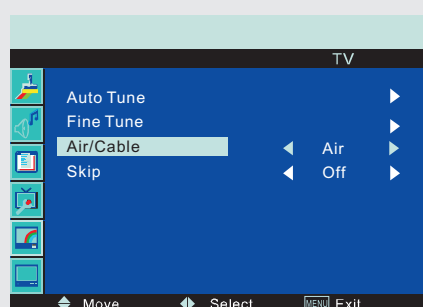 TV
Auto Tune
Fine Tune
Air/Cable Air
Skip Off
Move Select MENU Exit